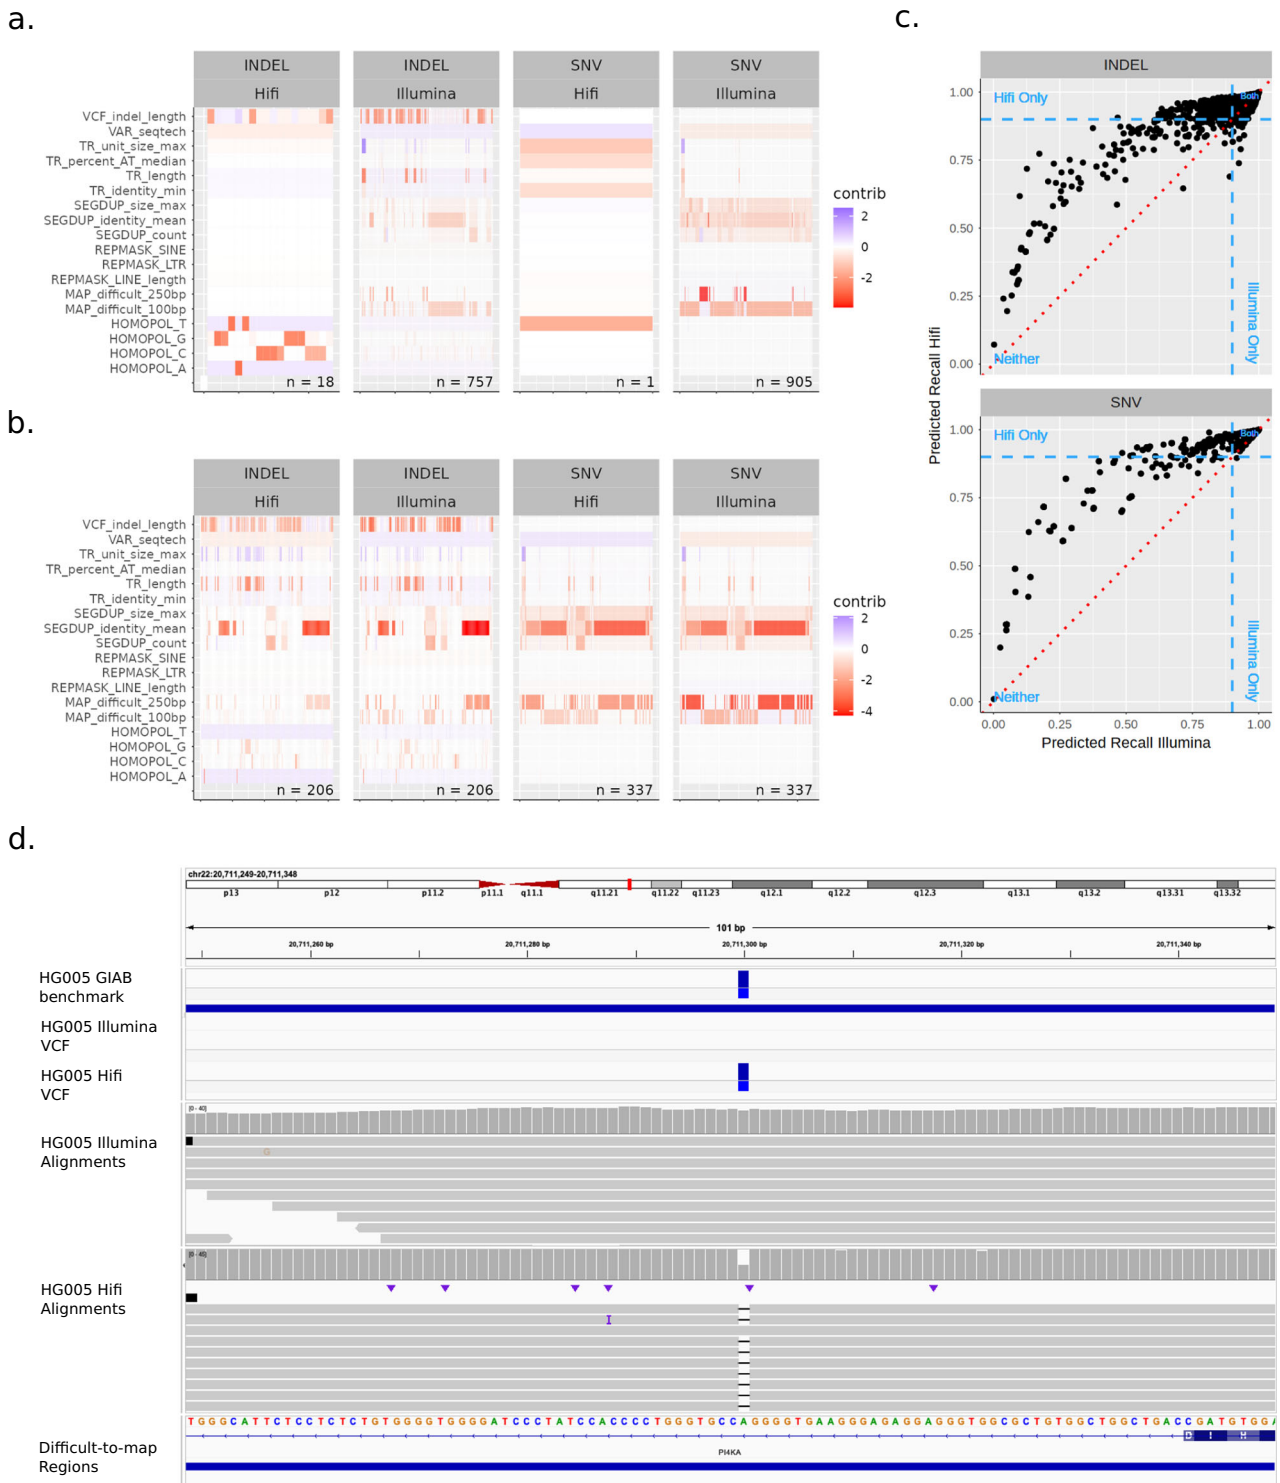 a.
INDEL
INDEL
SNV
SNV
Hifi
Illumina
Hifi
Illumina
VCF_indel_length
VAR_seqtech
TR_unit_size_max
TR_percent_AT_median
TR_length
TR_identity_min
SEGDUP_size_max
SEGDUP_identity_mean
SEGDUP_count
REPMASK_SINE
REPMASK_LTR
REPMASK_LINE_length
MAP_difficult_250bp
MAP_difficult_100bp
HOMOPOL_T
HOMOPOL_G
HOMOPOL_C
HOMOPOL_A
n = 18
n = 757
n = 1
n = 905
contrib
2
0
-2
b.
INDEL
INDEL
SNV
SNV
Hifi
Illumina
Hifi
Illumina
VCF_indel_length
VAR_seqtech
TR_unit_size_max
TR_percent_AT_median
TR_length
TR_identity_min
SEGDUP_size_max
SEGDUP_identity_mean
SEGDUP_count
REPMASK_SINE
REPMASK_LTR
REPMASK_LINE_length
MAP_difficult_250bp
MAP_difficult_100bp
HOMOPOL_T
HOMOPOL_G
HOMOPOL_C
HOMOPOL_A
n = 206
n = 206
n = 337
n = 337
contrib
2
0
-2
-4
c.
INDEL
1.00
0.75
0.50
0.25
0.00
Hifi Only
Both
Illumina Only
Neither
SNV
1.00
0.75
0.50
0.25
0.00
Hifi Only
Both
Illumina Only
Neither
0.00
0.25
0.50
0.75
1.00
Predicted Recall Illumina
Predicted Recall Hifi
d.
chr22:20,711,249-20,711,348
p13
p12
p11.2
p11.1
q11.1
q11.21
q11.22
q11.23
q12.1
q12.2
q12.3
q13.1
q13.2
q13.31
q13.32
101 bp
20,711,260 bp
20,711,280 bp
20,711,300 bp
20,711,320 bp
20,711,340 bp
HG005 GIAB
benchmark
HG005 Illumina
VCF
HG005 Hifi
VCF
[0 - 40]
HG005 Illumina
Alignments
G
[0 - 45]
HG005 Hifi
Alignments
I
TGGGCATTCTCCTCTCTGTGGGGTGGGGATCCCTATCCACCCCTGGGTGCCAGGGGTGAAGGGAGAGGAGGGTGGCGCTGTGGCTGGCTGACCGATGTGGA
D I H
PI4KA
Difficult-to-map
Regions